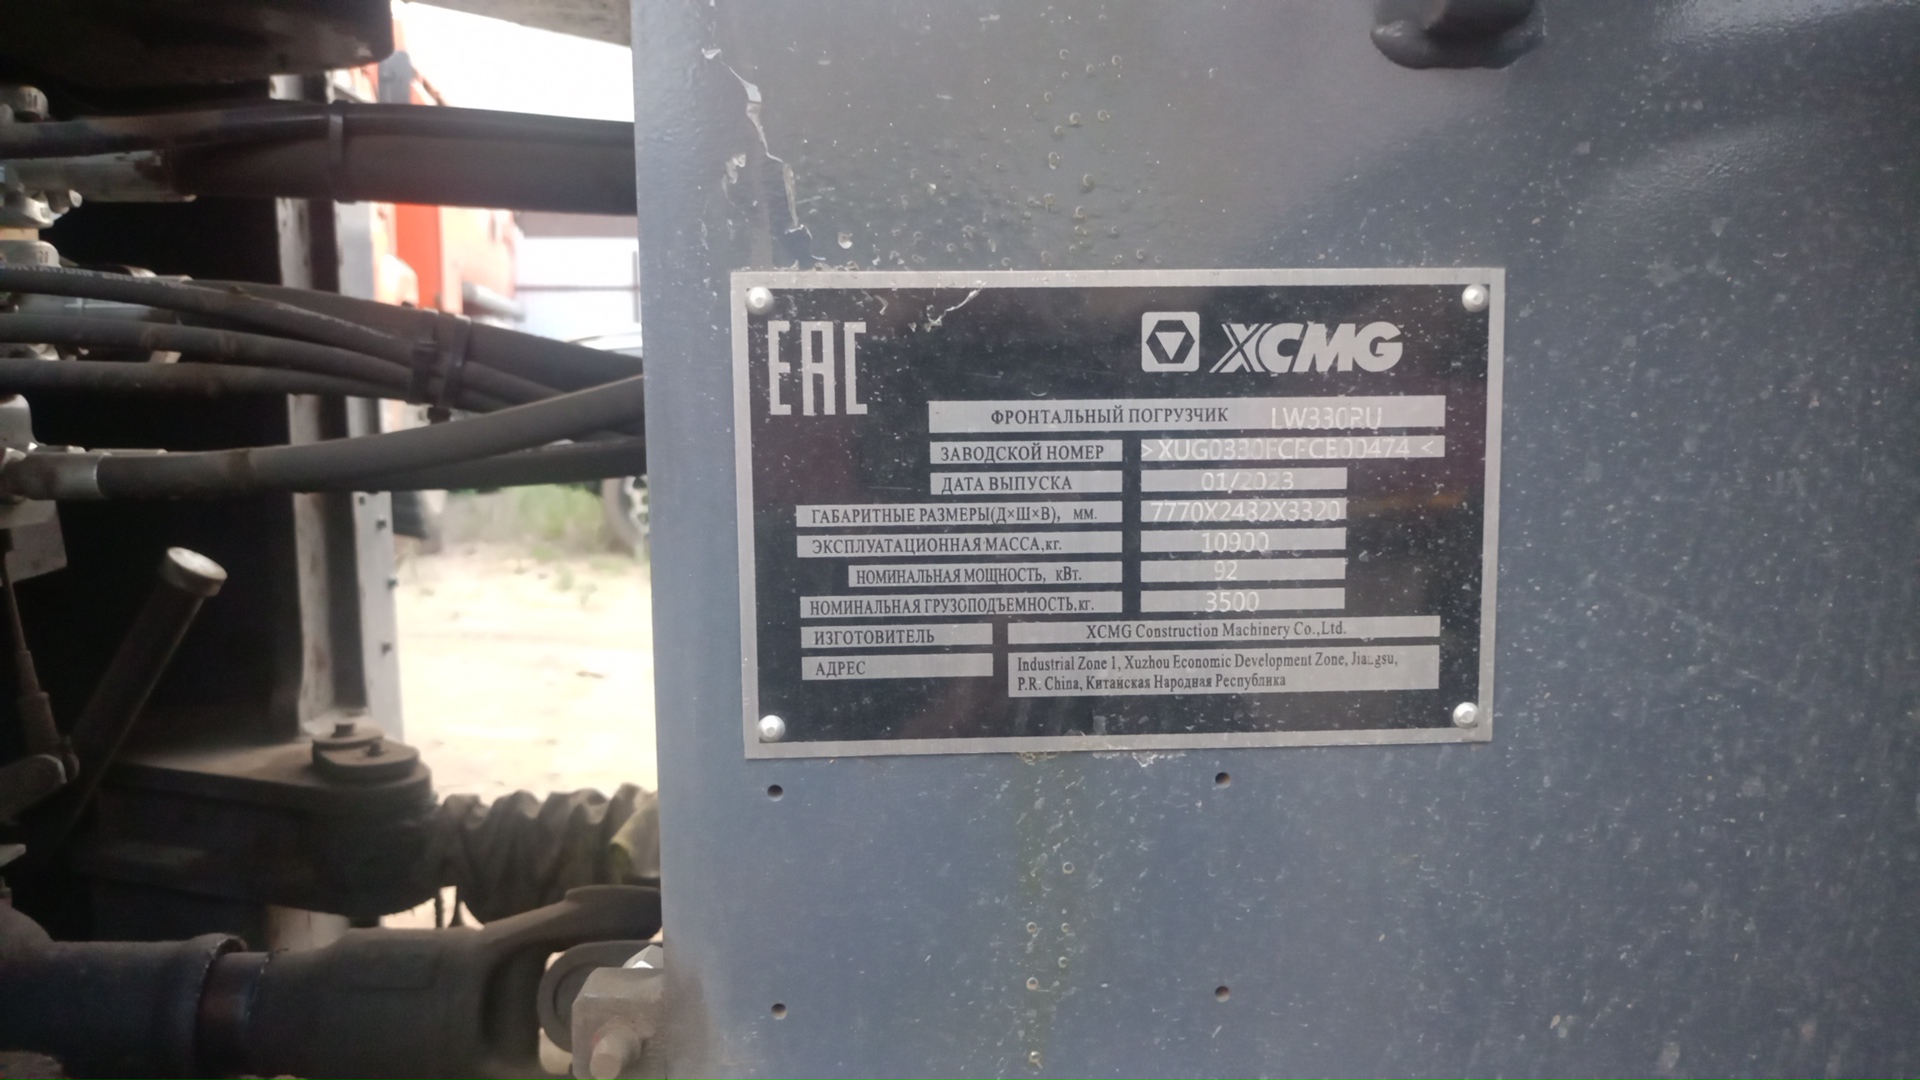 EAC
XCMG
ФРОНТАЛЬНЫЙ ПОГРУЗЧИК LW330RU
ЗАВОДСКОЙ НОМЕР
ДАТА ВЫПУСКА 01/2023
ГАБАРИТНЫЕ РАЗМЕРЫ(Д×Ш×В), мм. 7770X2482X3320
ЭКСПЛУАТАЦИОННАЯ МАССА,кг. 10900
НОМИНАЛЬНАЯ МОЩНОСТЬ, кВт. 92
НОМИНАЛЬНАЯ ГРУЗОПОДЪЕМНОСТЬ,кг. 3500
ИЗГОТОВИТЕЛЬ XCMG Construction Machinery Co.,Ltd.
АДРЕС Industrial Zone 1, Xuzhou Economic Development Zone, Jiangsu,
P.R. China, Китайская Народная Республика